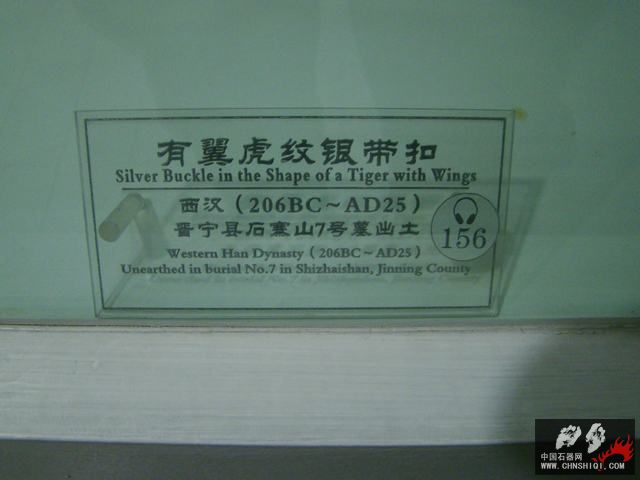 有翼虎纹银带扣
Silver Buckle in the Shape of a Tiger with Wings
西汉（206BC～AD25）
晋宁县石寨山7号墓出土
156
Western Han Dynasty（206BC～AD25）
Unearthed in burial No.7 in Shizhaishan, Jinning County
中国石器网
WWW.CHNSHIQI.COM